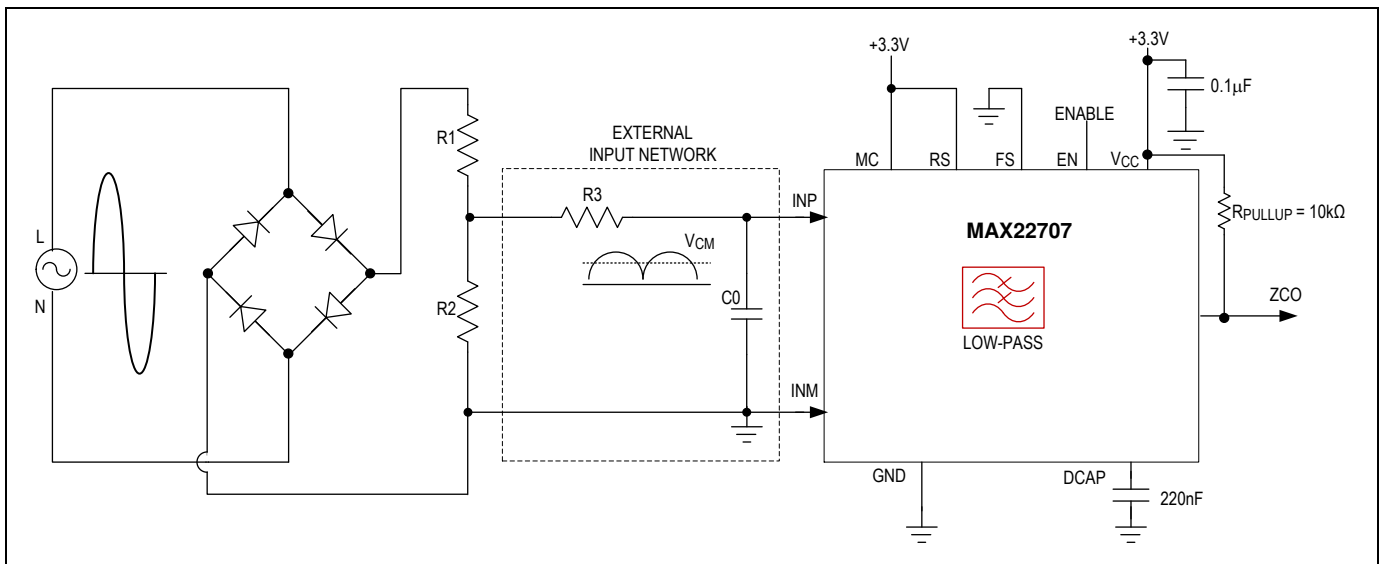 +3.3V
+3.3V
0.1μF
ENABLE
R1
EXTERNAL
INPUT NETWORK
MC
RS
FS
EN
VCC
R3
INP
RPULLUP = 10kΩ
MAX22707
L
VCM
N
R2
C0
ZCO
LOW-PASS
INM
GND
DCAP
220nF